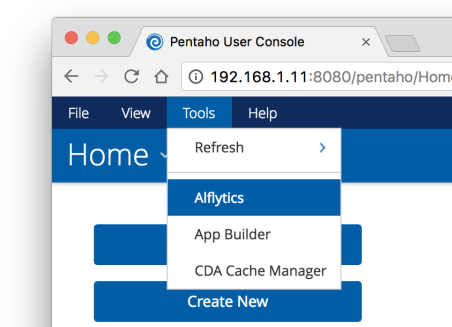 Pentaho User Console
192.168.1.11:8080/pentaho/Hom
File View Tools Help
Home
Refresh
Alflytics
App Builder
CDA Cache Manager
Create New